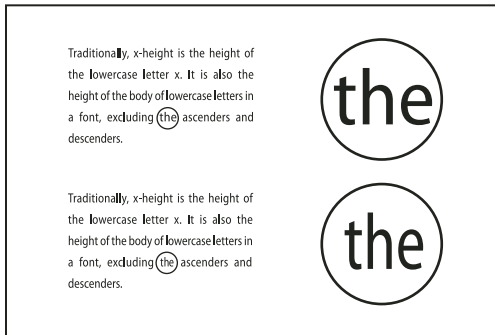 Traditionally, x-height is the height of
the lowercase letter x. It is also the
height of the body of lowercase letters in
a font, excluding the ascenders and
descenders.
the
Traditionally, x-height is the height of
the lowercase letter x. It is also the
height of the body of lowercase letters in
a font, excluding the ascenders and
descenders.
the